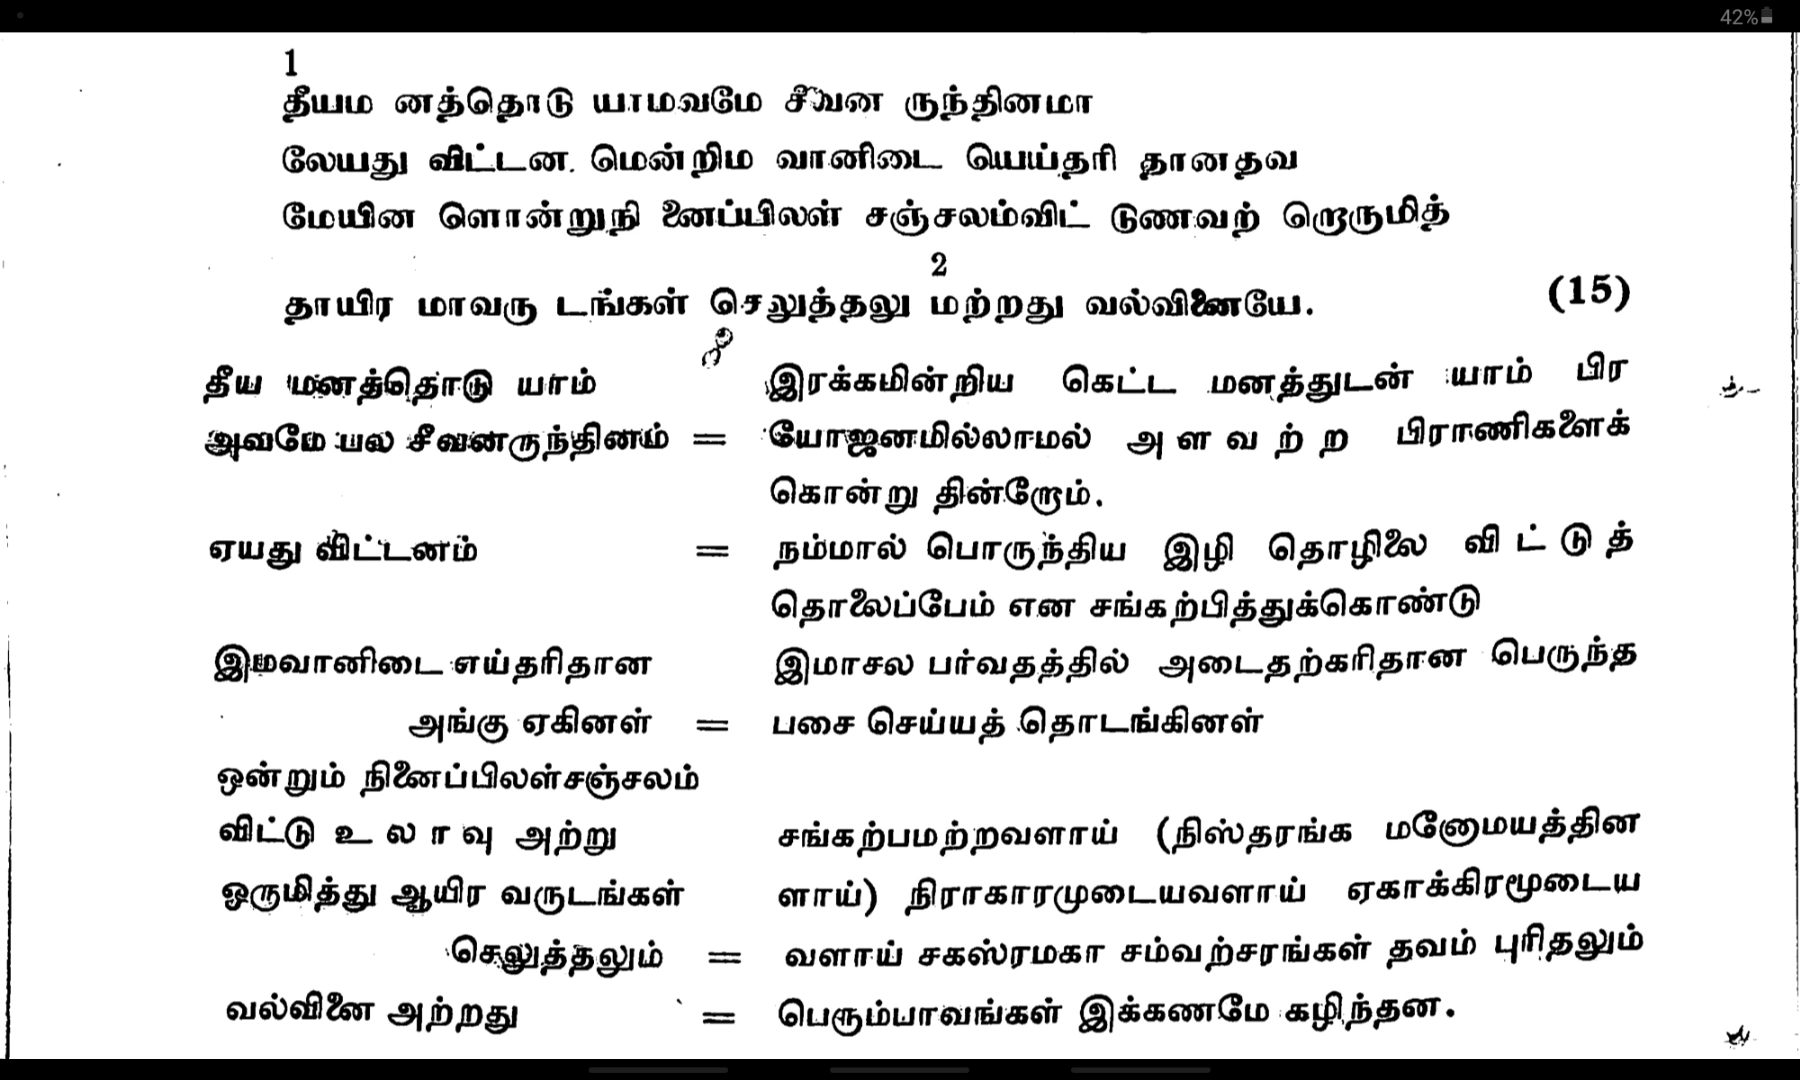 42%
1
தீயம னத்தொடு யாமவமே சீவன ருந்தினமா
லேயது விட்டன மென்றிம வானிடை யெய்தரி தானதவ
மேயின ளொன்றுநி னைப்பிலள் சஞ்சலம்விட் டுணவற் றொருமித்
2
தாயிர மாவரு டங்கள் செலுத்தலு மற்றது வல்வினையே. (15)
தீய மனத்தொடு யாம் இரக்கமின்றிய கெட்ட மனத்துடன் யாம் பிர
அவமே பல சீவனருந்தினம் = யோஜனமில்லாமல் அளவற்ற பிராணிகளைக்
கொன்று தின்றோம்.
ஏயது விட்டனம் = நம்மால் பொருந்திய இழி தொழிலை விட்டுத்
தொலைப்பேம் என சங்கற்பித்துக்கொண்டு
இமவானிடை எய்தரிதான இமாசல பர்வதத்தில் அடைதற்கரிதான பெருந்த
அங்கு ஏகினள் = பசை செய்யத் தொடங்கினள்
ஒன்றும் நினைப்பிலள்சஞ்சலம்
விட்டு உலாவு அற்று சங்கற்பமற்றவளாய் (நிஸ்தரங்க மனோமயத்தின
ஒருமித்து ஆயிர வருடங்கள் ளாய்) நிராகாரமுடையவளாய் ஏகாக்கிரமூடைய
செலுத்தலும் = வளாய் சகஸ்ரமகா சம்வற்சரங்கள் தவம் புரிதலும்
வல்வினை அற்றது = பெரும்பாவங்கள் இக்கணமே கழிந்தன.